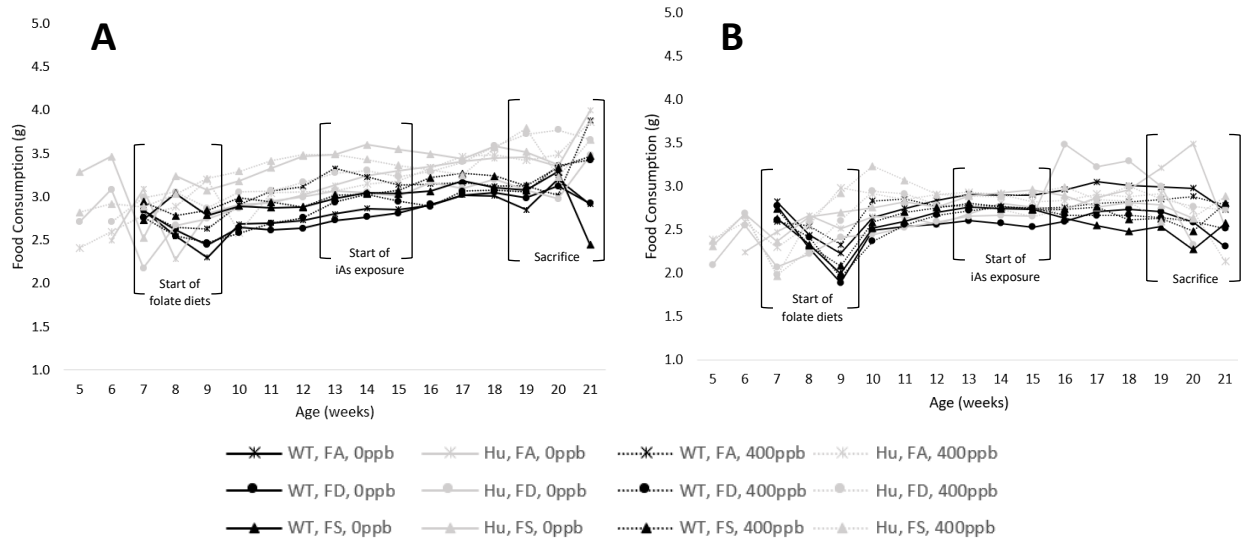 A
5.0
4.5
4.0
3.5
3.0
2.5
2.0
1.5
1.0
Food Consumption (g)
Start of
folate diets
Start of
iAs exposure
Sacrifice
5 6 7 8 9 10 11 12 13 14 15 16 17 18 19 20 21
Age (weeks)
B
5.0
4.5
4.0
3.5
3.0
2.5
2.0
1.5
1.0
Food Consumption (g)
Start of
folate diets
Start of
iAs exposure
Sacrifice
5 6 7 8 9 10 11 12 13 14 15 16 17 18 19 20 21
Age (weeks)
WT, FA, 0ppb Hu, FA, 0ppb WT, FA, 400ppb Hu, FA, 400ppb
WT, FD, 0ppb Hu, FD, 0ppb WT, FD, 400ppb Hu, FD, 400ppb
WT, FS, 0ppb Hu, FS, 0ppb WT, FS, 400ppb Hu, FS, 400ppb